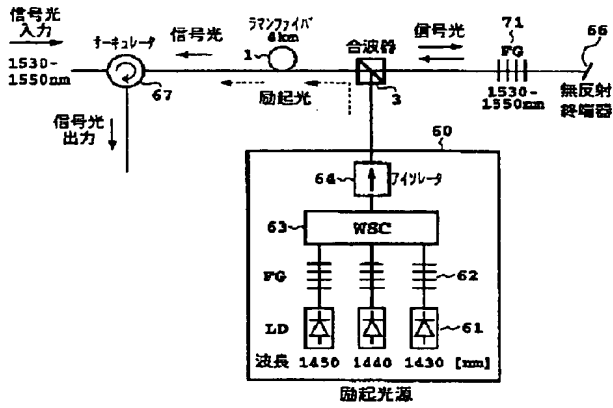 信号光
入力
1530-
1550nm
サーキュレータ
67
信号光
出力
信号光
ラマンファイバ
4km
1
励起光
合波器
3
信号光
71
FG
1530-
1550nm
66
無反射
終端器
60
64
アイソレータ
63
WSC
FG
62
LD
61
波長 1450 1440 1430 [nm]
励起光源